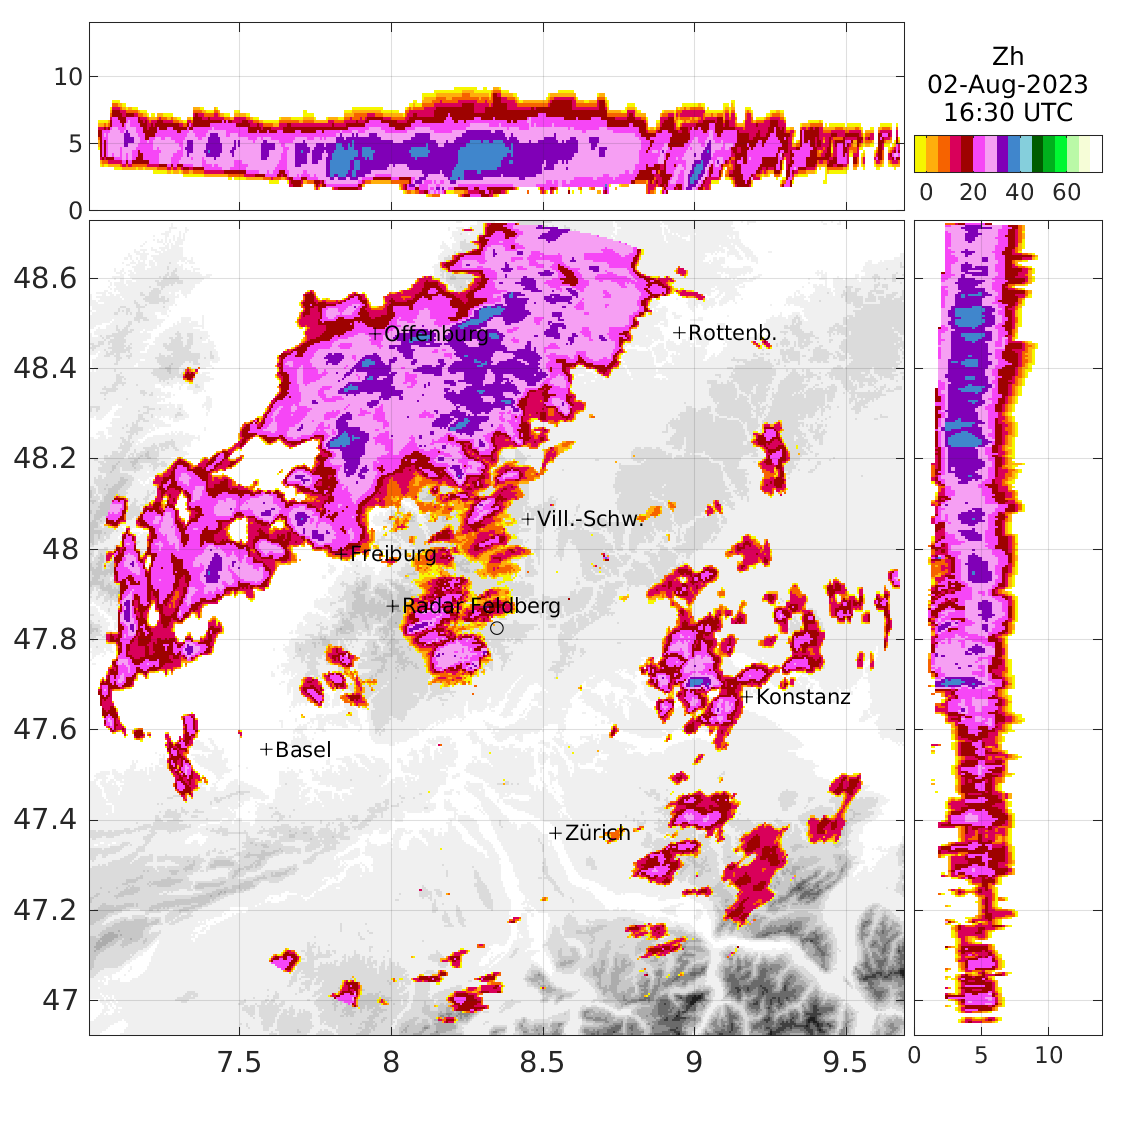 10
5
0
Zh
02-Aug-2023
16:30 UTC
0 20 40 60
48.6
48.4
48.2
48
47.8
47.6
47.4
47.2
47
Offenburg
Rottenb.
Vill.-Schw.
Freiburg
Radar Feldberg
Konstanz
Basel
Zürich
7.5 8 8.5 9 9.5
0 5 10